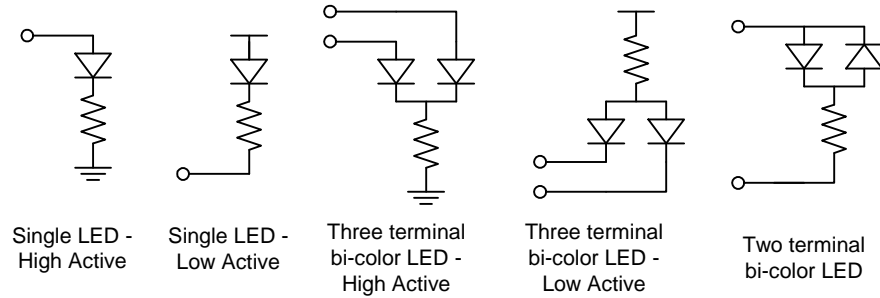 Single LED -
High Active
Single LED -
Low Active
Three terminal
bi-color LED -
High Active
Three terminal
bi-color LED -
Low Active
Two terminal
bi-color LED